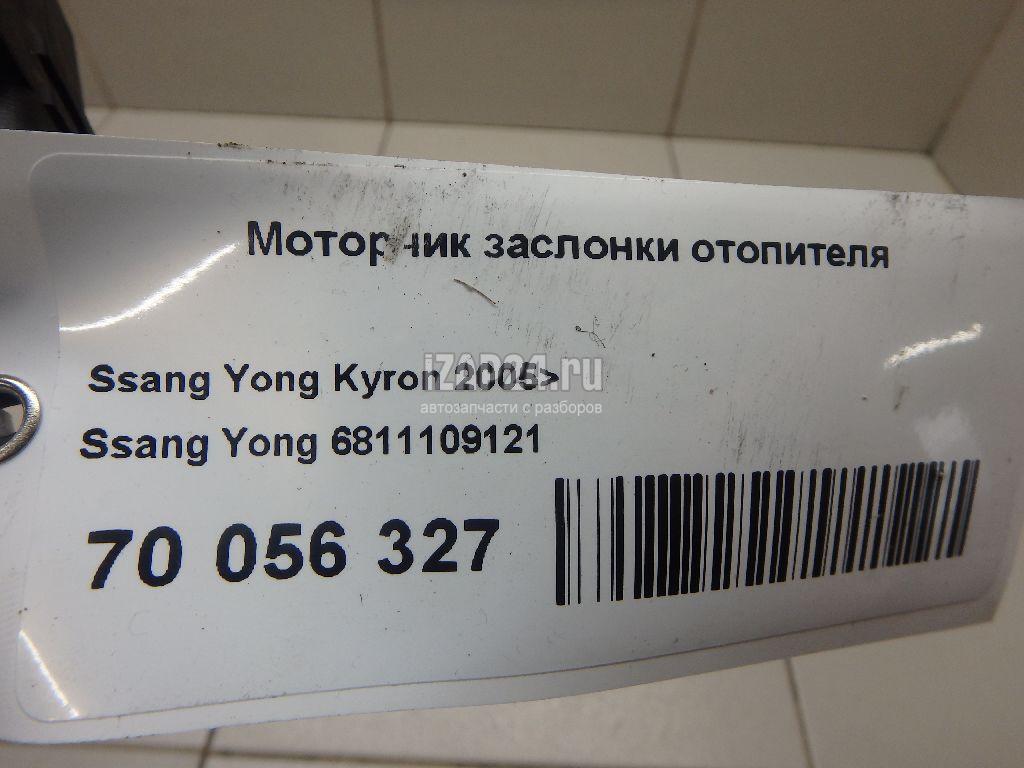 Моторчик заслонки отопителя
Ssang Yong Kyron 2005>
iZAP24.ru
автозапчасти с разборов
Ssang Yong 6811109121
70 056 327